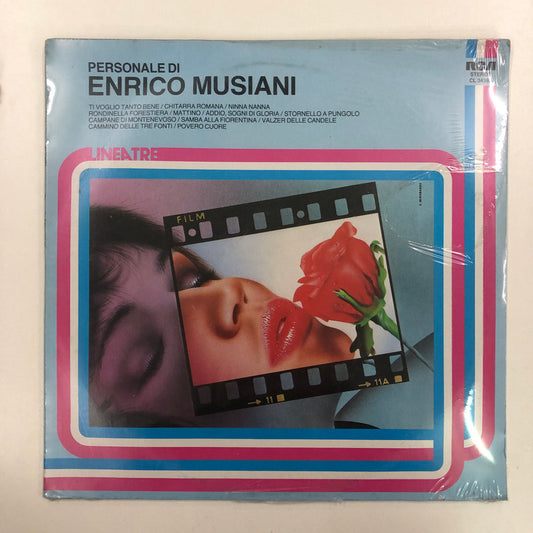 PERSONALE DI
ENRICO MUSIANI
TI VOGLIO TANTO BENE / CHITARRA ROMANA / NINNA NANNA
RONDINELLA FORESTIERA / MATTINO / ADDIO, SOGNI DI GLORIA / STORNELLO A PUNGOLO
CAMPANE DI MONTENEVOSO / SAMBA ALLA FIORENTINA / VALZER DELLE CANDELE
CAMMINO DELLE TRE FONTI / POVERO CUORE
RCA
STEREO
CL
LINEATRE
FILM
11
11A